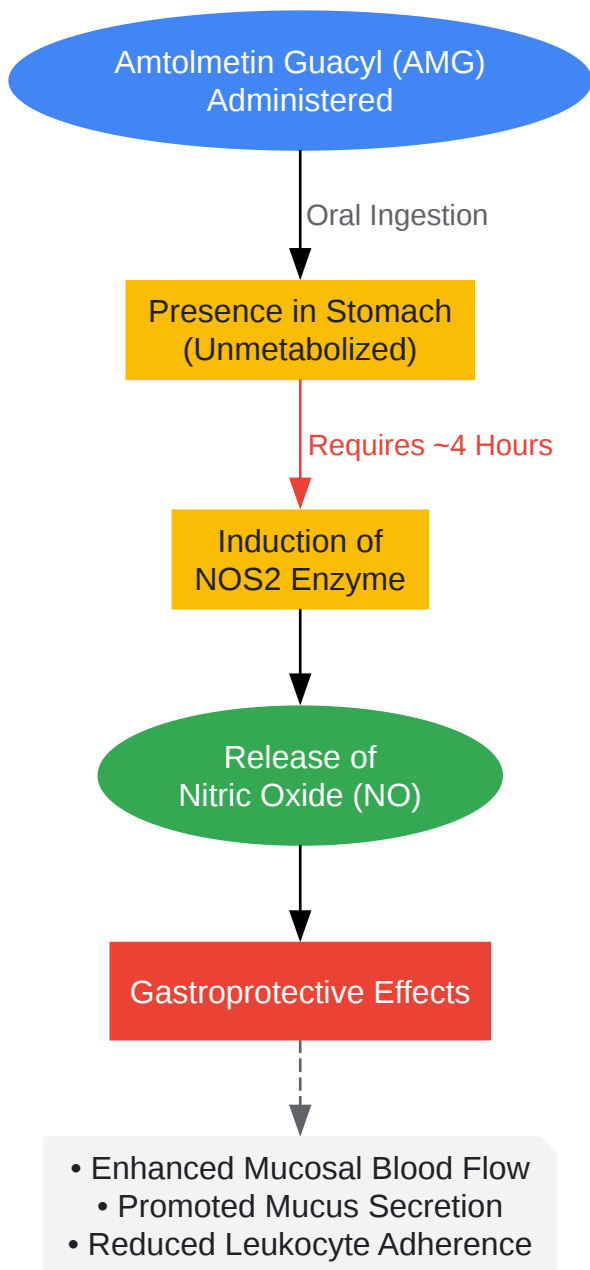 Amtolmetin Guacyl (AMG)
Administered
Oral Ingestion
Presence in Stomach
(Unmetabolized)
Requires ~4 Hours
Induction of
NOS2 Enzyme
Release of
Nitric Oxide (NO)
Gastroprotective Effects
• Enhanced Mucosal Blood Flow
• Promoted Mucus Secretion
• Reduced Leukocyte Adherence